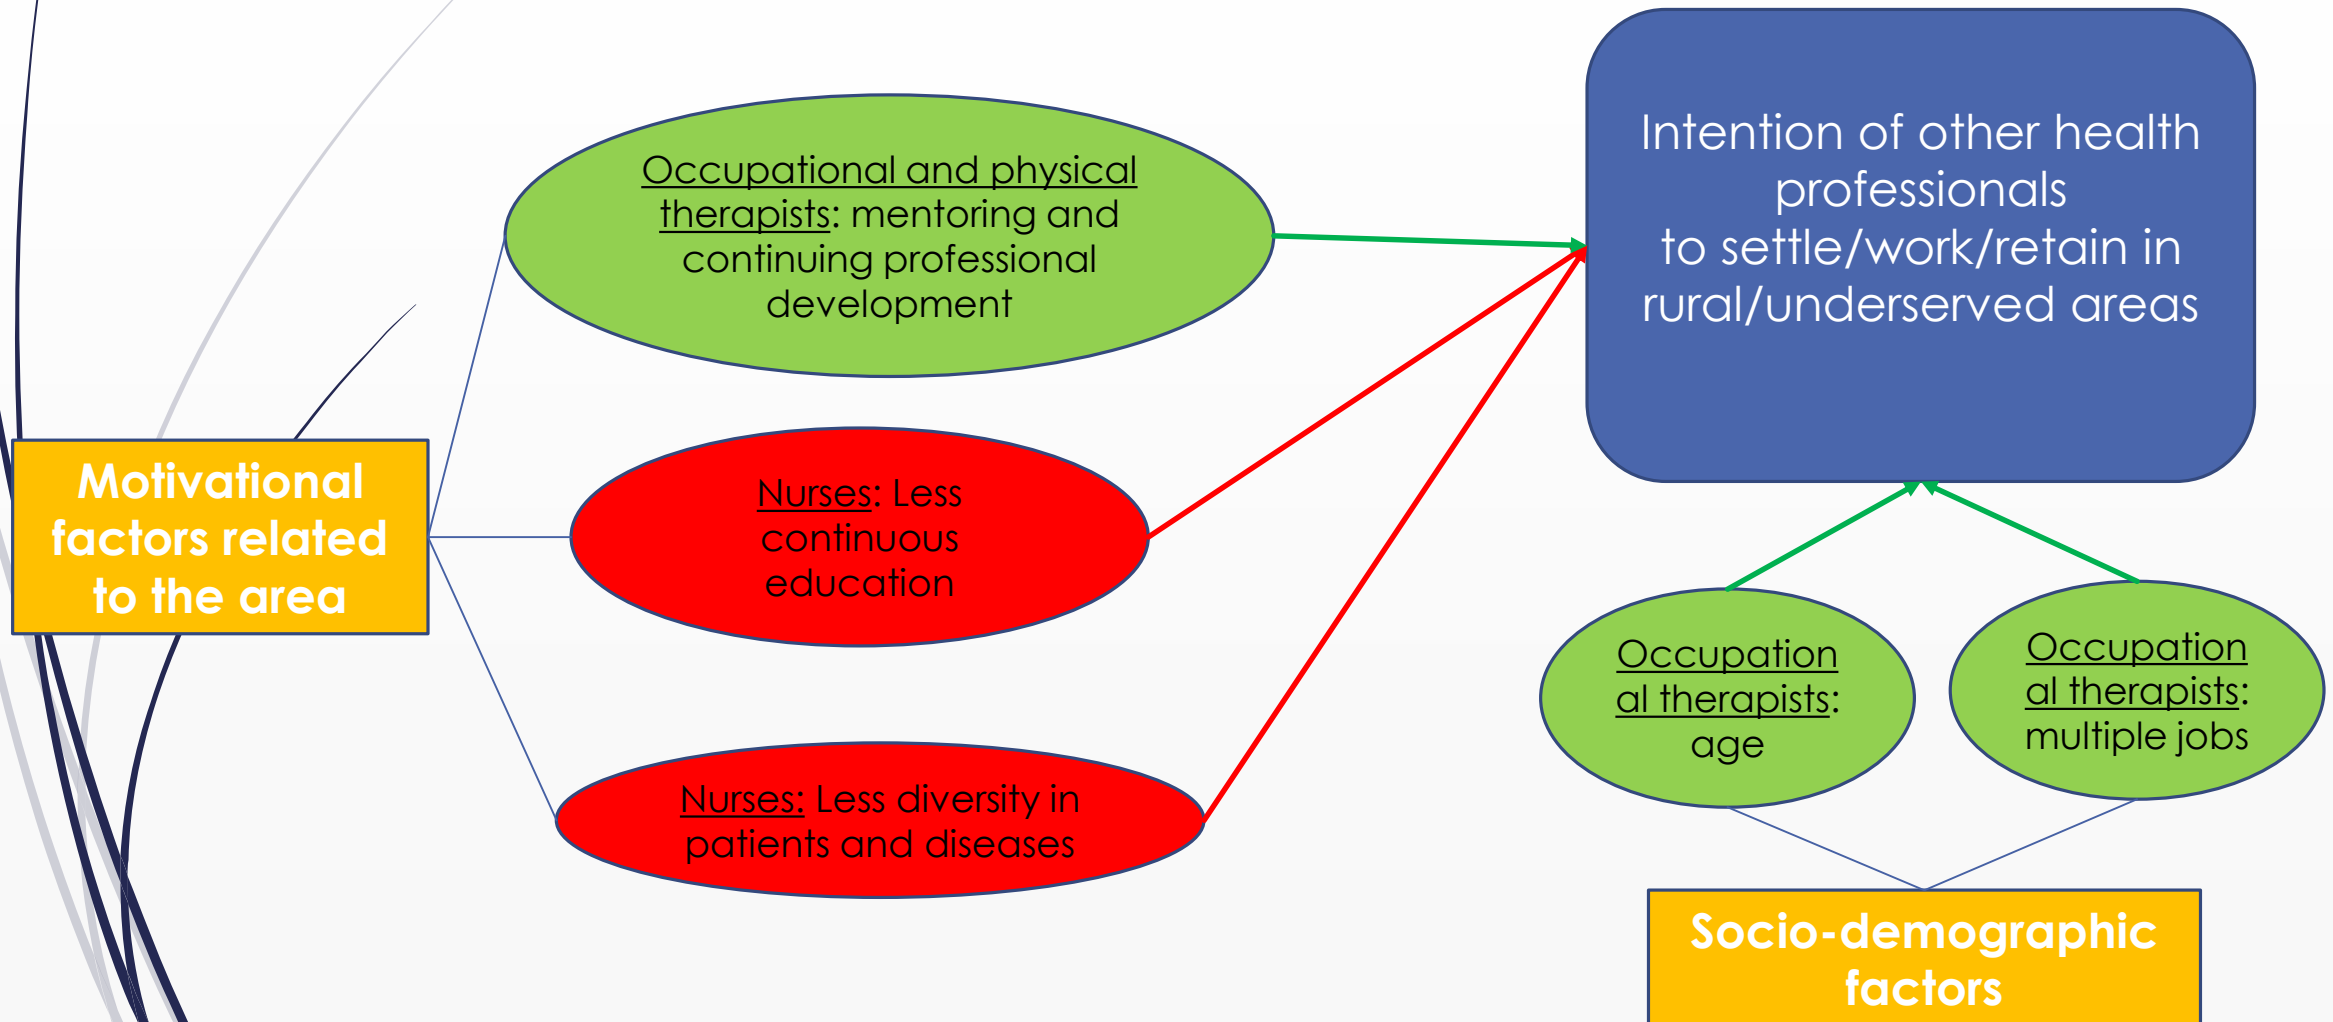 Occupational and physical
therapists: mentoring and
continuing professional
development
Intention of other health
professionals
to settle/work/retain in
rural/underserved areas
Motivational
factors related
to the area
Nurses: Less
continuous
education
Nurses: Less diversity in
patients and diseases
Occupation
al therapists:
age
Occupation
al therapists:
multiple jobs
Socio-demographic
factors